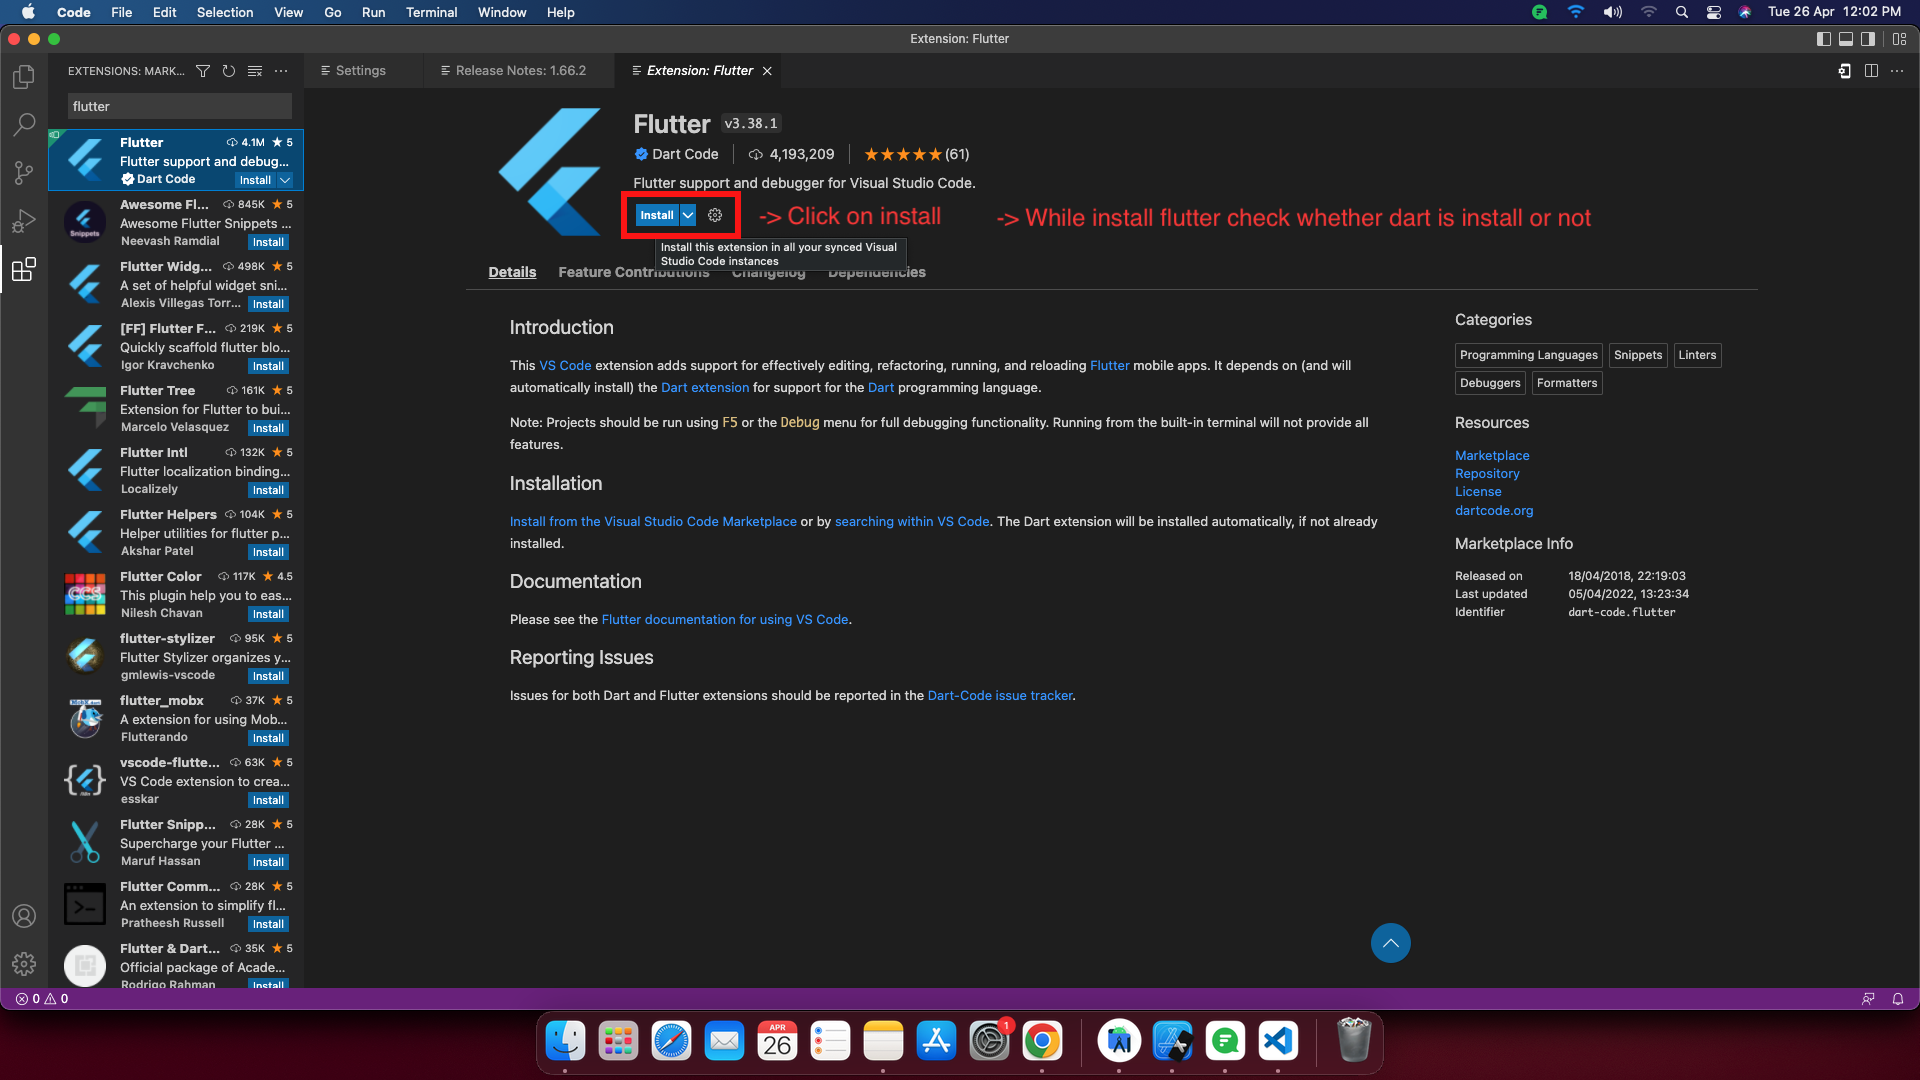 Code File Edit Selection View Go Run Terminal Window Help
Tue 26 Apr 12:02 PM
Extension: Flutter
EXTENSIONS: MARK...
Settings
Release Notes: 1.66.2
Extension: Flutter
flutter
Flutter 4.1M ★ 5
Flutter support and debug...
Dart Code Install
Awesome Fl... 845K ★ 5
Awesome Flutter Snippets ...
Neevash Ramdial Install
Snippets
Flutter Widg... 498K ★ 5
A set of helpful widget sni...
Alexis Villegas Torr... Install
[FF] Flutter F... 219K ★ 5
Quickly scaffold flutter blo...
Igor Kravchenko Install
Flutter Tree 161K ★ 5
Extension for Flutter to bui...
Marcelo Velasquez Install
Flutter Intl 132K ★ 5
Flutter localization binding...
Localizely Install
Flutter Helpers 104K ★ 5
Helper utilities for flutter p...
Akshar Patel Install
Flutter Color 117K ★ 4.5
This plugin help you to eas...
Nilesh Chavan Install
CCS
flutter-stylizer 95K ★ 5
Flutter Stylizer organizes y...
gmlewis-vscode Install
flutter_mobx 37K ★ 5
A extension for using Mob...
Flutterando Install
vscode-flutte... 63K ★ 5
VS Code extension to crea...
esskar Install
Flutter Snipp... 28K ★ 5
Supercharge your Flutter ...
Maruf Hassan Install
Flutter Comm... 28K ★ 5
An extension to simplify fl...
Pratheesh Russell Install
Flutter & Dart... 35K ★ 5
Official package of Acade...
Rodrigo Rahman Install
Flutter v3.38.1
Dart Code 4,193,209 ★★★★★(61)
Flutter support and debugger for Visual Studio Code.
Install
-> Click on install
-> While install flutter check whether dart is install or not
Install this extension in all your synced Visual
Studio Code instances
Details Feature Contributions Changelog Dependencies
Introduction
This VS Code extension adds support for effectively editing, refactoring, running, and reloading Flutter mobile apps. It depends on (and will
automatically install) the Dart extension for support for the Dart programming language.
Note: Projects should be run using F5 or the Debug menu for full debugging functionality. Running from the built-in terminal will not provide all
features.
Installation
Install from the Visual Studio Code Marketplace or by searching within VS Code. The Dart extension will be installed automatically, if not already
installed.
Documentation
Please see the Flutter documentation for using VS Code.
Reporting Issues
Issues for both Dart and Flutter extensions should be reported in the Dart-Code issue tracker.
Categories
Programming Languages Snippets Linters
Debuggers Formatters
Resources
Marketplace
Repository
License
dartcode.org
Marketplace Info
Released on 18/04/2018, 22:19:03
Last updated 05/04/2022, 13:23:34
Identifier dart-code.flutter
0 0
APR
26
1